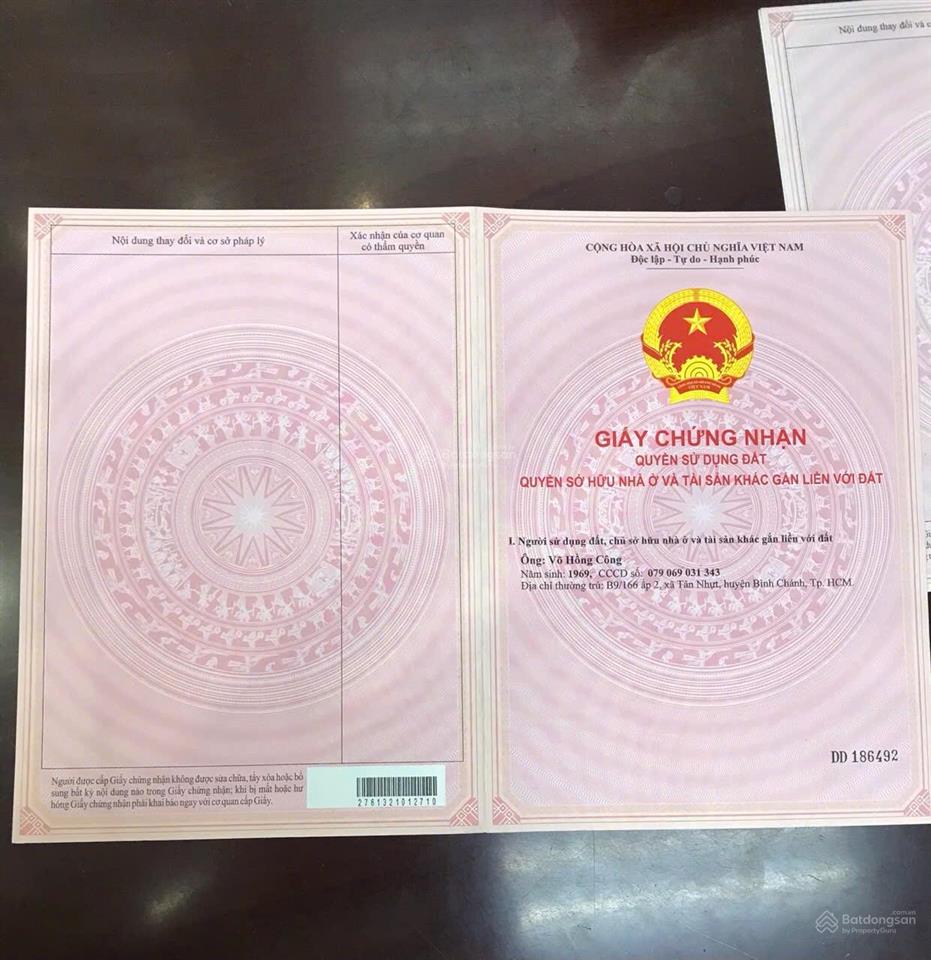 Nội dung thay đổi và c
Nội dung thay đổi và cơ sở pháp lý
Xác nhận của cơ quan
có thẩm quyền
CỘNG HÒA XÃ HỘI CHỦ NGHĨA VIỆT NAM
Độc lập - Tự do - Hạnh phúc
GIẤY CHỨNG NHẬN
QUYỀN SỬ DỤNG ĐẤT
QUYỀN SỞ HỮU NHÀ Ở VÀ TÀI SẢN KHÁC GẮN LIỀN VỚI ĐẤT
I. Người sử dụng đất, chủ sở hữu nhà ở và tài sản khác gắn liền với đất
Ông: Võ Hồng Công
Năm sinh: 1969, CCCD số: 079 069 031 343
Địa chỉ thường trú: B9/166 ấp 2, xã Tân Nhựt, huyện Bình Chánh, Tp. HCM.
DD 186492
Người được cấp Giấy chứng nhận không được sửa chữa, tẩy xóa hoặc bổ
sung bất kỳ nội dung nào trong Giấy chứng nhận; khi bị mất hoặc hư
hỏng Giấy chứng nhận phải khai báo ngay với cơ quan cấp Giấy.
2761321012710
Batdongsan
.com.vn
by PropertyGuru